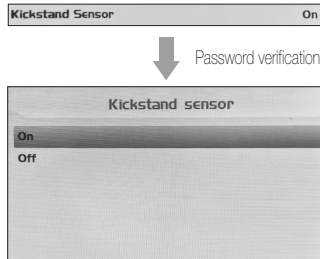 Kickstand Sensor On
Password verification
Kickstand sensor
On
Off